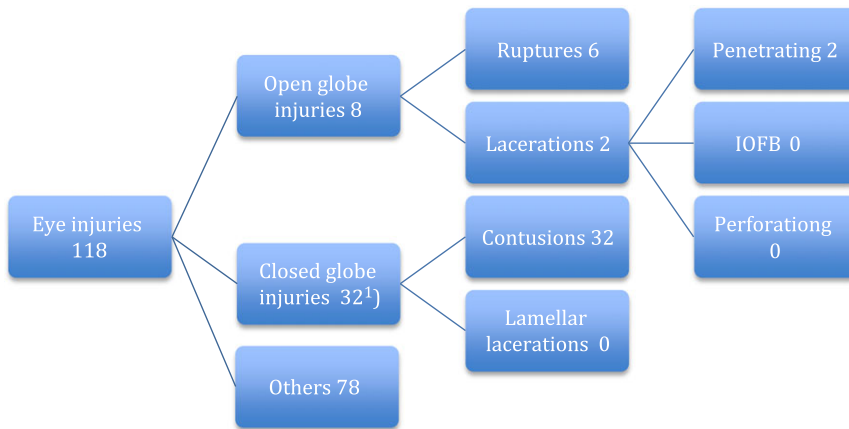 Eye injuries
118
Open globe
injuries 8
Closed globe
injuries 32¹)
Others 78
Ruptures 6
Lacerations 2
Contusions 32
Lamellar
lacerations 0
Penetrating 2
IOFB 0
Perforationg
0